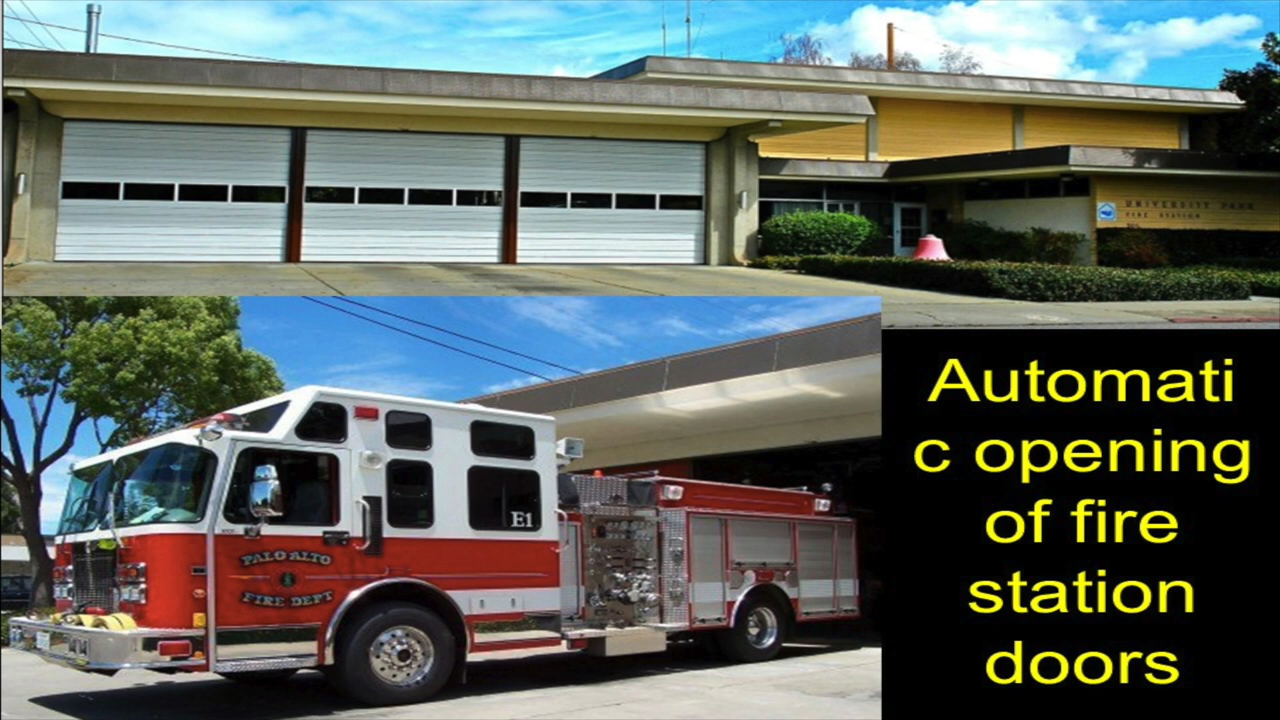 UNIVERSITY PARK
FIRE STATION
E1
PALO ALTO
FIRE DEPT
Automati
c opening
of fire
station
doors